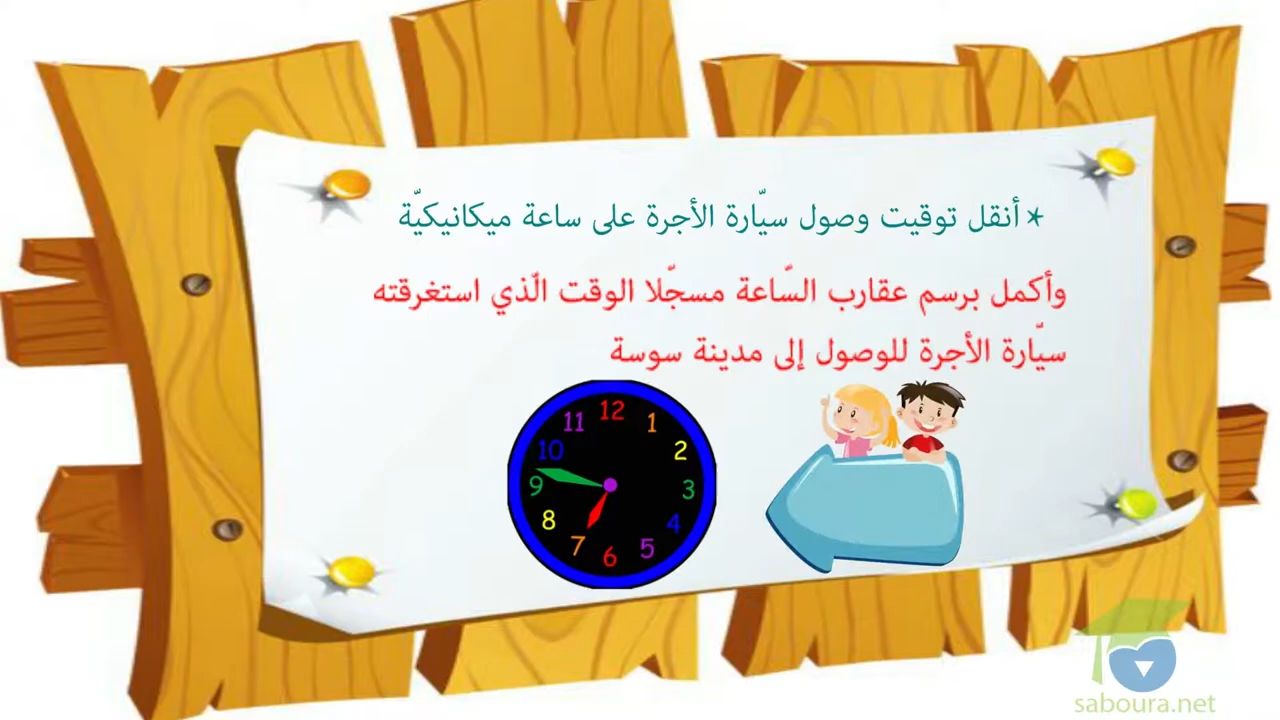 * أنقل توقيت وصول سيّارة الأجرة على ساعة ميكانيكيّة
وأكمل برسم عقارب السّاعة مسجّلا الوقت الّذي استغرقته
سيّارة الأجرة للوصول إلى مدينة سوسة
12
11 1
10 2
9 3
8 4
7 5
6
saboura.net